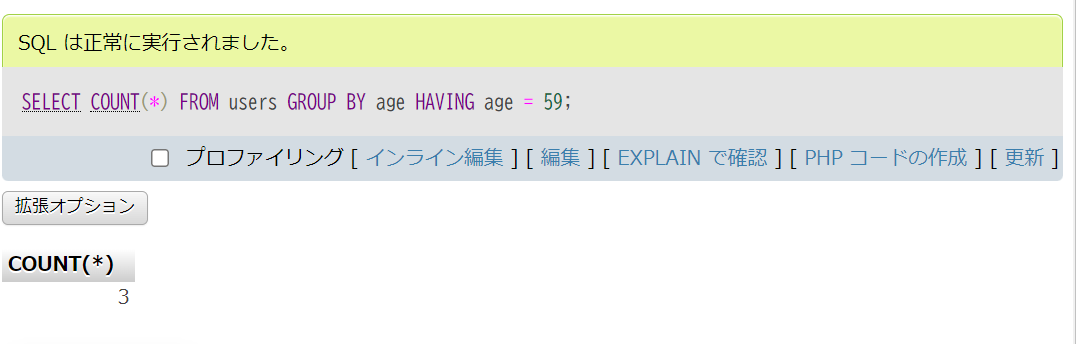 SQL は正常に実行されました。
SELECT COUNT(*) FROM users GROUP BY age HAVING age = 59;
プロファイリング [ インライン編集 ] [ 編集 ] [ EXPLAIN で確認 ] [ PHP コードの作成 ] [ 更新 ]
拡張オプション
COUNT(*)
3